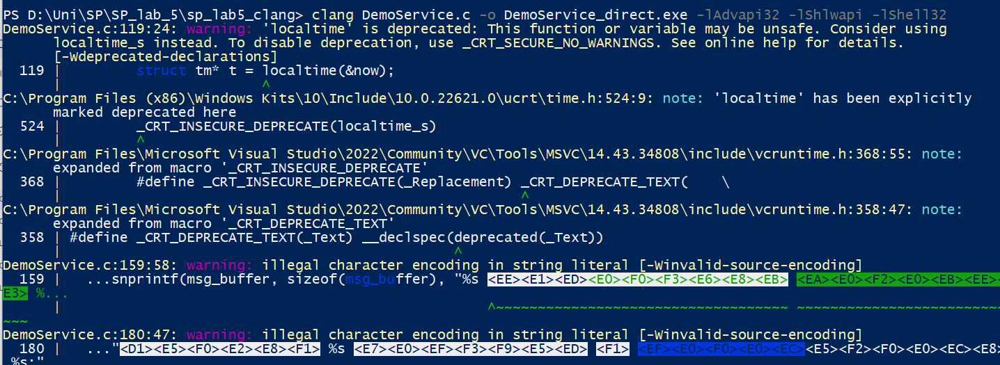 PS D:\Uni\SP\SP_lab_5\sp_lab5_clang> clang DemoService.c -o DemoService_direct.exe -lAdvapi32 -lShlwapi -lShell32
DemoService.c:119:24: warning: 'localtime' is deprecated: This function or variable may be unsafe. Consider using
localtime_s instead. To disable deprecation, use _CRT_SECURE_NO_WARNINGS. See online help for details.
[-Wdeprecated-declarations]
119 |         struct tm* t = localtime(&now);
|                        ^
C:\Program Files (x86)\Windows Kits\10\Include\10.0.22621.0\ucrt\time.h:524:9: note: 'localtime' has been explicitly
marked deprecated here
524 |         _CRT_INSECURE_DEPRECATE(localtime_s)
|         ^
C:\Program Files\Microsoft Visual Studio\2022\Community\VC\Tools\MSVC\14.43.34808\include\vcruntime.h:368:55: note:
expanded from macro '_CRT_INSECURE_DEPRECATE'
368 |         #define _CRT_INSECURE_DEPRECATE(_Replacement) _CRT_DEPRECATE_TEXT(    \
|                                                       ^
C:\Program Files\Microsoft Visual Studio\2022\Community\VC\Tools\MSVC\14.43.34808\include\vcruntime.h:358:47: note:
expanded from macro '_CRT_DEPRECATE_TEXT'
358 | #define _CRT_DEPRECATE_TEXT(_Text) __declspec(deprecated(_Text))
|                                               ^
DemoService.c:159:58: warning: illegal character encoding in string literal [-Winvalid-source-encoding]
159 |   ...snprintf(msg_buffer, sizeof(msg_buffer), "%s <EE><E1><ED><E0><F0><F3><E6><E8><EB> <EA><E0><F2><E0><EB><EE><
E3> %...
|                                                   ^~~~~~~~~~~~~~~~~~~~~~~~~~~~~~~~~~~~ ~~~~~~~~~~~~~~~~~~~~~~~~~
~~~
DemoService.c:180:47: warning: illegal character encoding in string literal [-Winvalid-source-encoding]
180 |   ..."<D1><E5><F0><E2><E8><F1> %s <E7><E0><EF><F3><F9><E5><ED> <F1> <EF><E0><F0><E0><EC><E5><F2><F0><E0><EC><E8>
%s:"